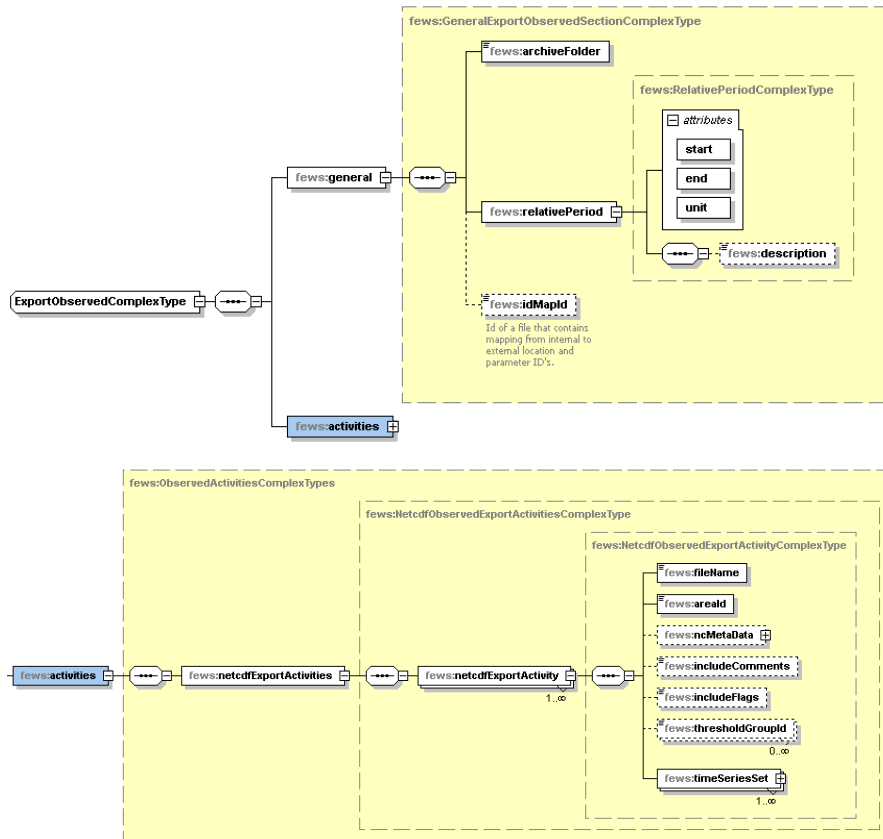 fews:GeneralExportObservedSectionComplexType
fews:archiveFolder
fews:RelativePeriodComplexType
attributes
start
end
unit
fews:general
fews:relativePeriod
fews:description
ExportObservedComplexType
fews:idMapId
Id of a file that contains
mapping from internal to
external location and
parameter ID's.
fews:activities
fews:ObservedActivitiesComplexTypes
fews:NetcdfObservedExportActivitiesComplexType
fews:NetcdfObservedExportActivityComplexType
fews:fileName
fews:areaId
fews:ncMetaData
fews:includeComments
fews:activities
fews:netcdfExportActivities
fews:netcdfExportActivity
1..∞
fews:includeFlags
fews:thresholdGroupId
0..∞
fews:timeSeriesSet
1..∞